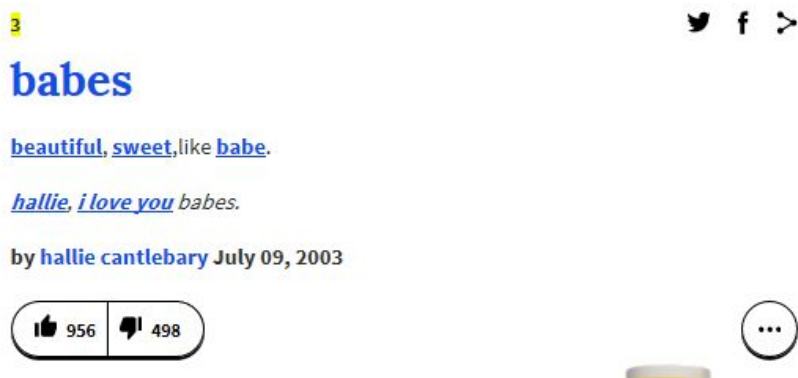 3
babes
beautiful, sweet,like babe.
hallie, i love you babes.
by hallie cantlebary July 09, 2003
956 498